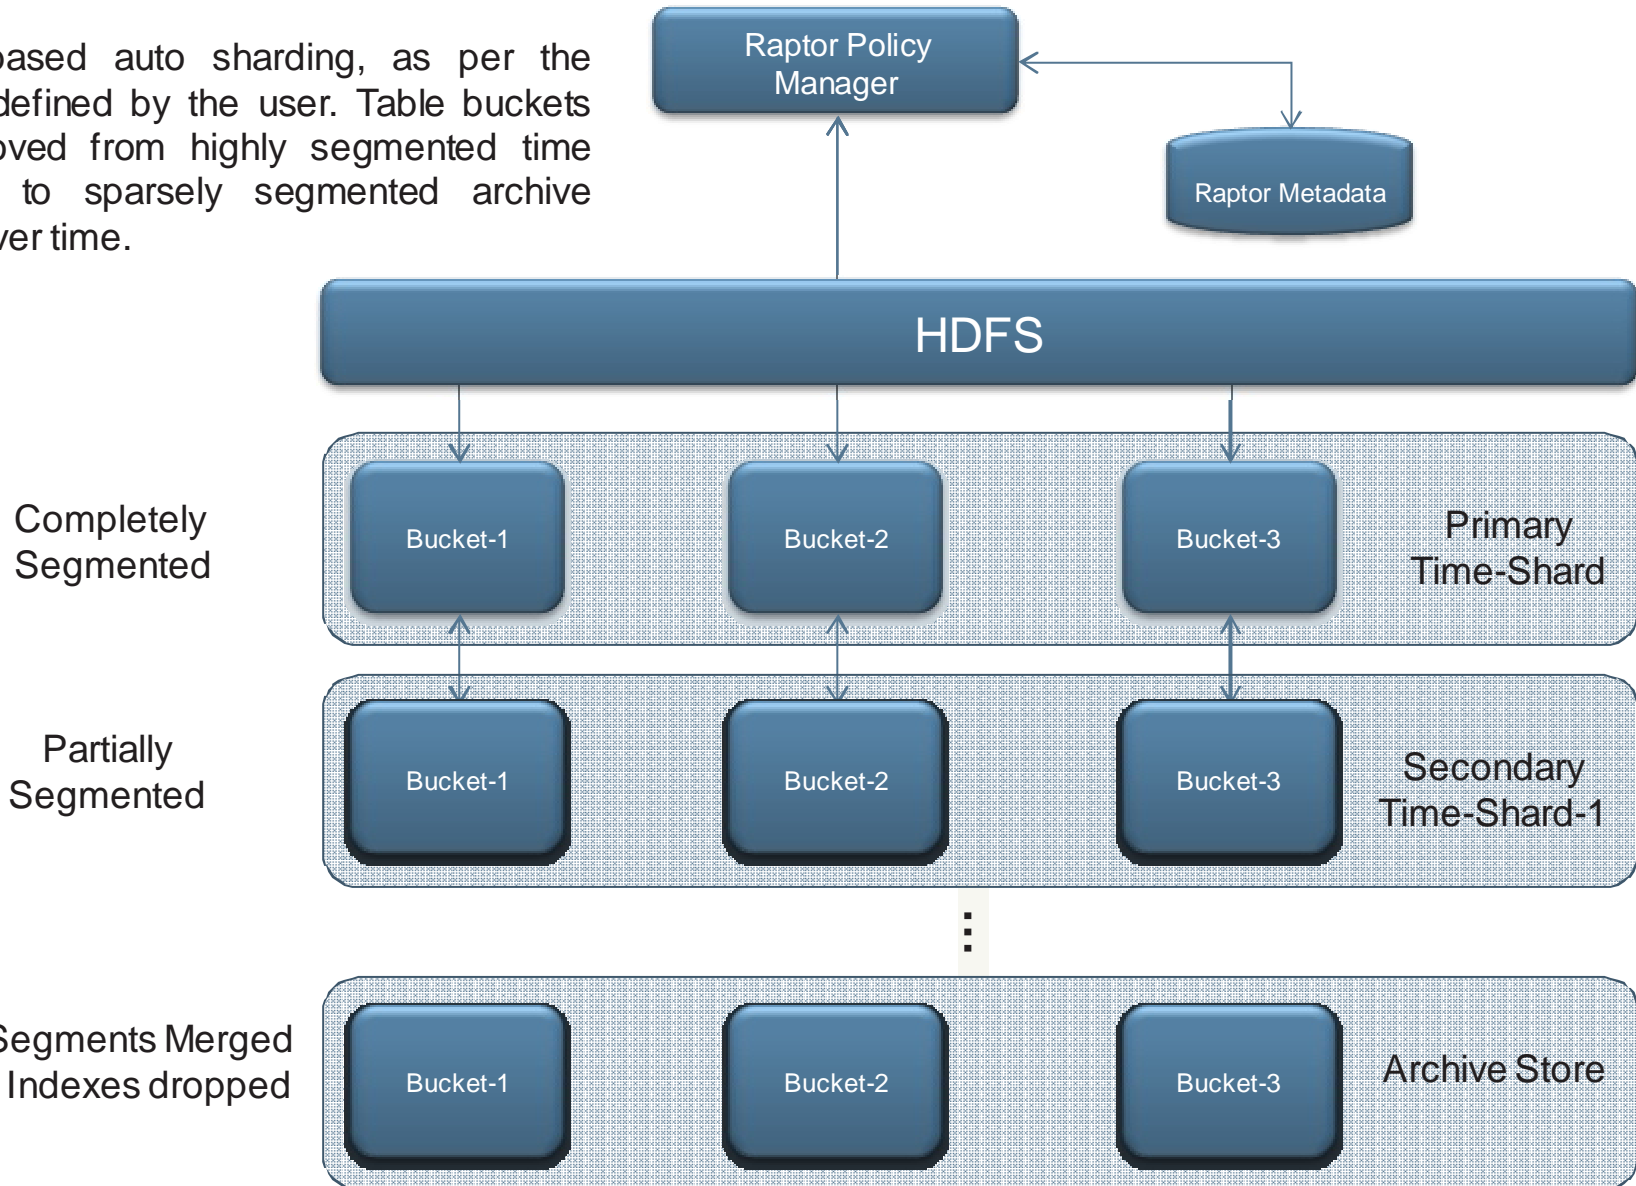 based auto sharding, as per the
defined by the user. Table buckets
oved from highly segmented time
to sparsely segmented archive
ver time.
Raptor Policy
Manager
Raptor Metadata
HDFS
Completely
Segmented
Bucket-1
Bucket-2
Bucket-3
Primary
Time-Shard
Partially
Segmented
Bucket-1
Bucket-2
Bucket-3
Secondary
Time-Shard-1
...
Segments Merged
Indexes dropped
Bucket-1
Bucket-2
Bucket-3
Archive Store